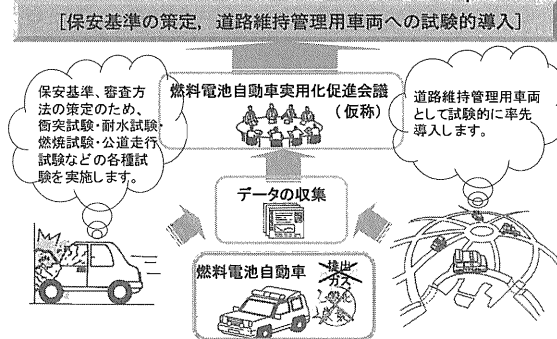 [保安基準の策定，道路維持管理用車両への試験的導入]
保安基準、審査方
法の策定のため、
衝突試験・耐水試験・
燃焼試験・公道走行
試験などの各種試
験を実施します。
燃料電池自動車実用化促進会議
（仮称）
道路維持管理用車両
として試験的に率先
導入します。
データの収集
燃料電池自動車
排出
ガス